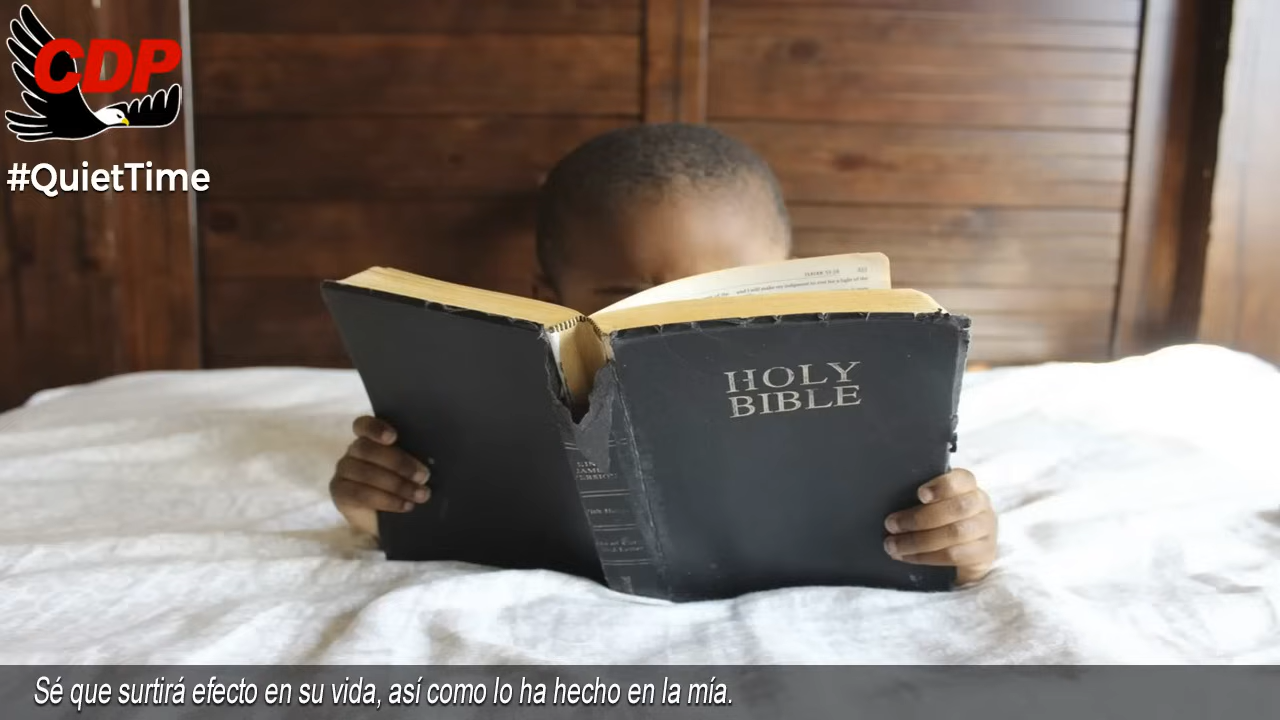 CDP
#QuietTime
HOLY
BIBLE
Sé que surtirá efecto en su vida, así como lo ha hecho en la mía.